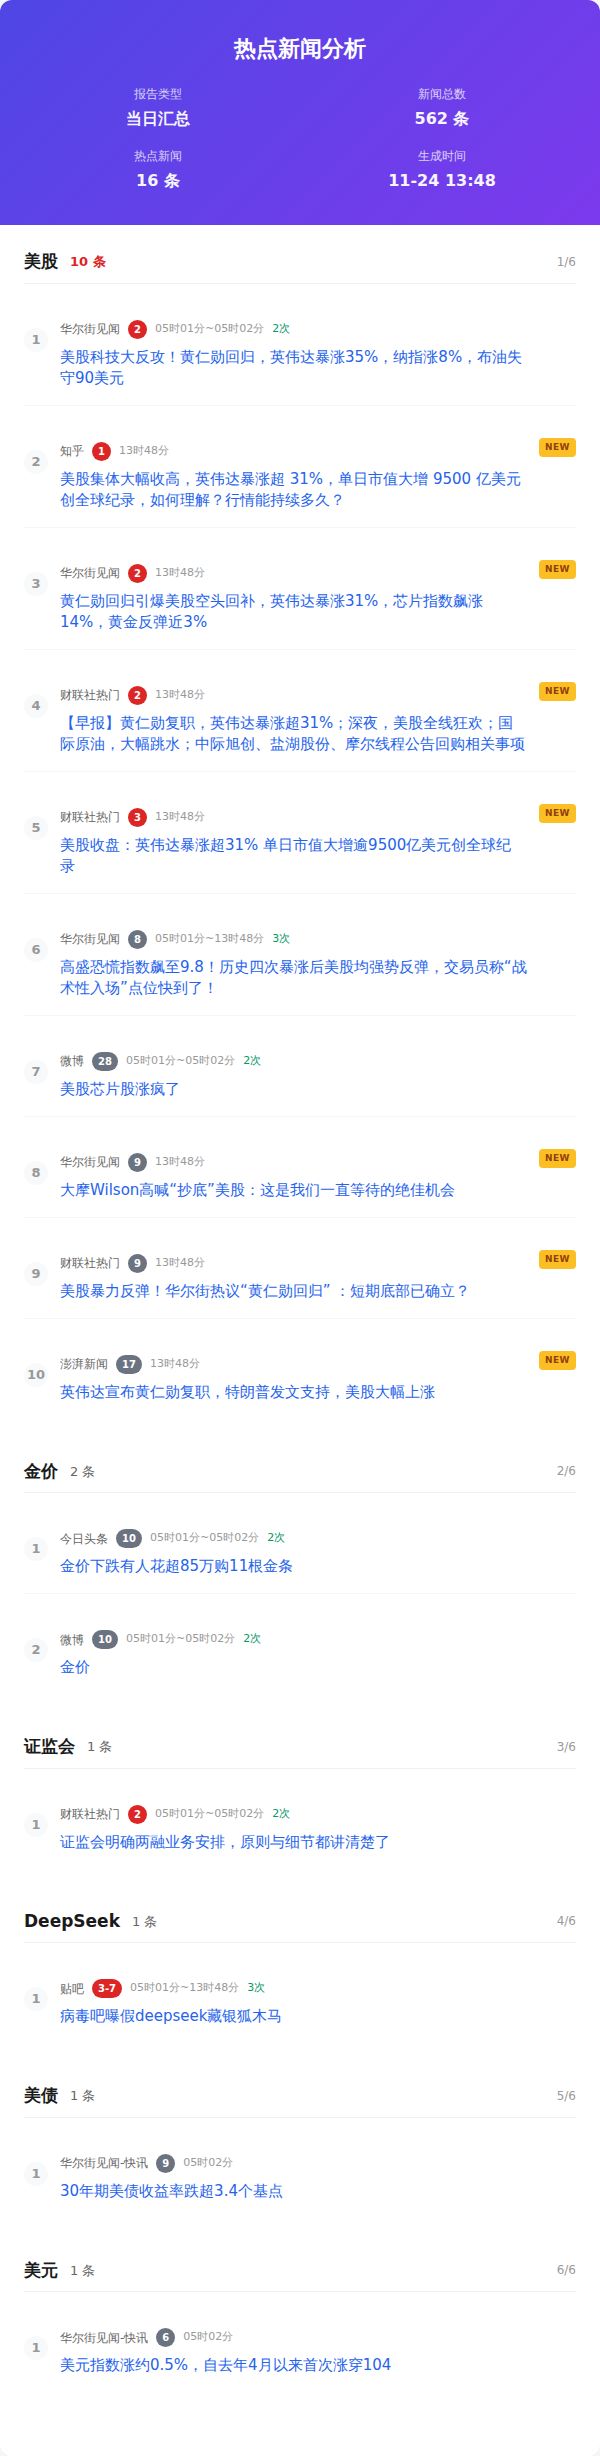 热点新闻分析
报告类型
当日汇总
新闻总数
562 条
热点新闻
16 条
生成时间
11-24 13:48
美股 10 条 1/6
1
华尔街见闻 2 05时01分~05时02分 2次
美股科技大反攻！黄仁勋回归，英伟达暴涨35%，纳指涨8%，布油失
守90美元
2
知乎 1 13时48分 NEW
美股集体大幅收高，英伟达暴涨超 31%，单日市值大增 9500 亿美元
创全球纪录，如何理解？行情能持续多久？
3
华尔街见闻 2 13时48分 NEW
黄仁勋回归引爆美股空头回补，英伟达暴涨31%，芯片指数飙涨
14%，黄金反弹近3%
4
财联社热门 2 13时48分 NEW
【早报】黄仁勋复职，英伟达暴涨超31%；深夜，美股全线狂欢；国
际原油，大幅跳水；中际旭创、盐湖股份、摩尔线程公告回购相关事项
5
财联社热门 3 13时48分 NEW
美股收盘：英伟达暴涨超31% 单日市值大增逾9500亿美元创全球纪
录
6
华尔街见闻 8 05时01分~13时48分 3次
高盛恐慌指数飙至9.8！历史四次暴涨后美股均强势反弹，交易员称“战
术性入场”点位快到了！
7
微博 28 05时01分~05时02分 2次
美股芯片股涨疯了
8
华尔街见闻 9 13时48分 NEW
大摩Wilson高喊“抄底”美股：这是我们一直等待的绝佳机会
9
财联社热门 9 13时48分 NEW
美股暴力反弹！华尔街热议“黄仁勋回归” ：短期底部已确立？
10
澎湃新闻 17 13时48分 NEW
英伟达宣布黄仁勋复职，特朗普发文支持，美股大幅上涨
金价 2 条 2/6
1
今日头条 10 05时01分~05时02分 2次
金价下跌有人花超85万购11根金条
2
微博 10 05时01分~05时02分 2次
金价
证监会 1 条 3/6
1
财联社热门 2 05时01分~05时02分 2次
证监会明确两融业务安排，原则与细节都讲清楚了
DeepSeek 1 条 4/6
1
贴吧 3-7 05时01分~13时48分 3次
病毒吧曝假deepseek藏银狐木马
美债 1 条 5/6
1
华尔街见闻-快讯 9 05时02分
30年期美债收益率跌超3.4个基点
美元 1 条 6/6
1
华尔街见闻-快讯 6 05时02分
美元指数涨约0.5%，自去年4月以来首次涨穿104